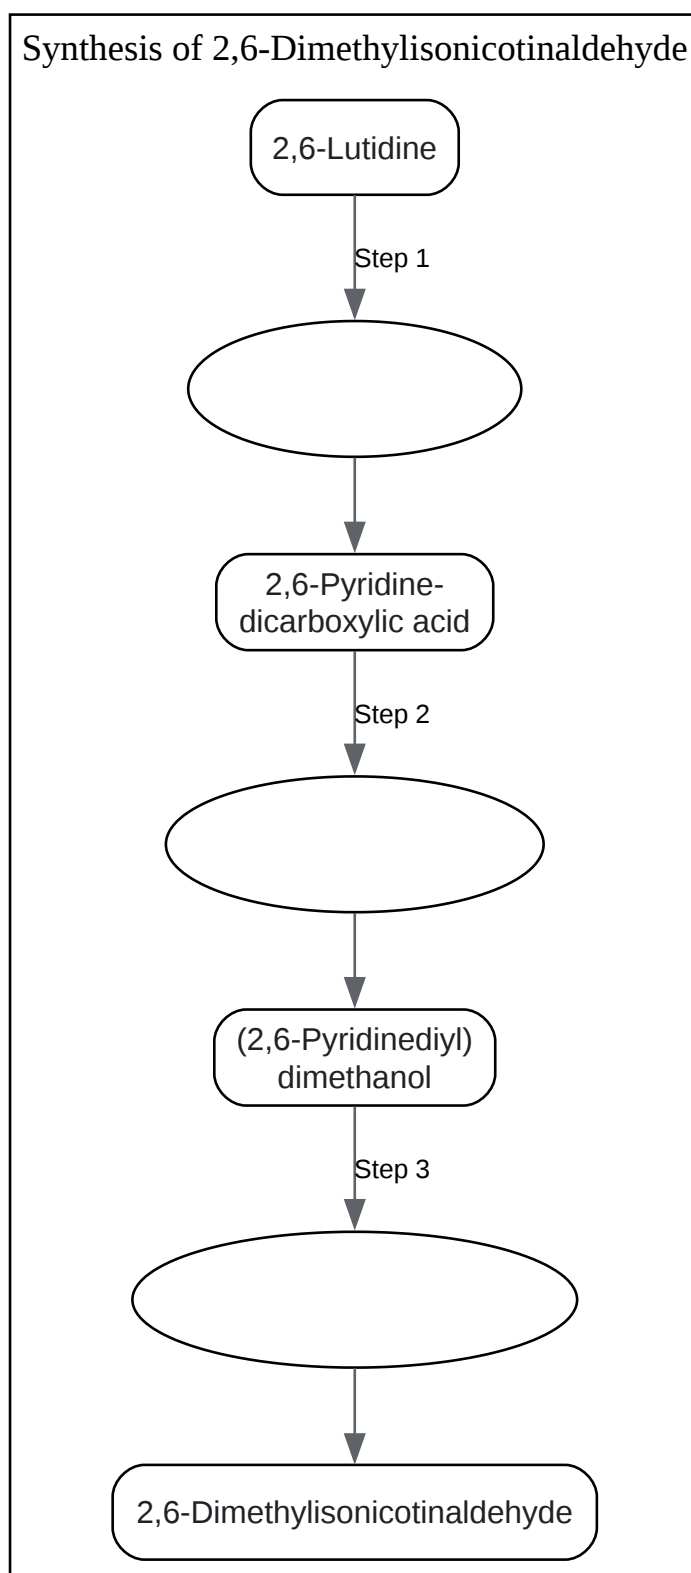 Synthesis of 2,6-Dimethylisonicotinaldehyde
2,6-Lutidine
Step 1
2,6-Pyridine-
dicarboxylic acid
Step 2
(2,6-Pyridinediyl)
dimethanol
Step 3
2,6-Dimethylisonicotinaldehyde